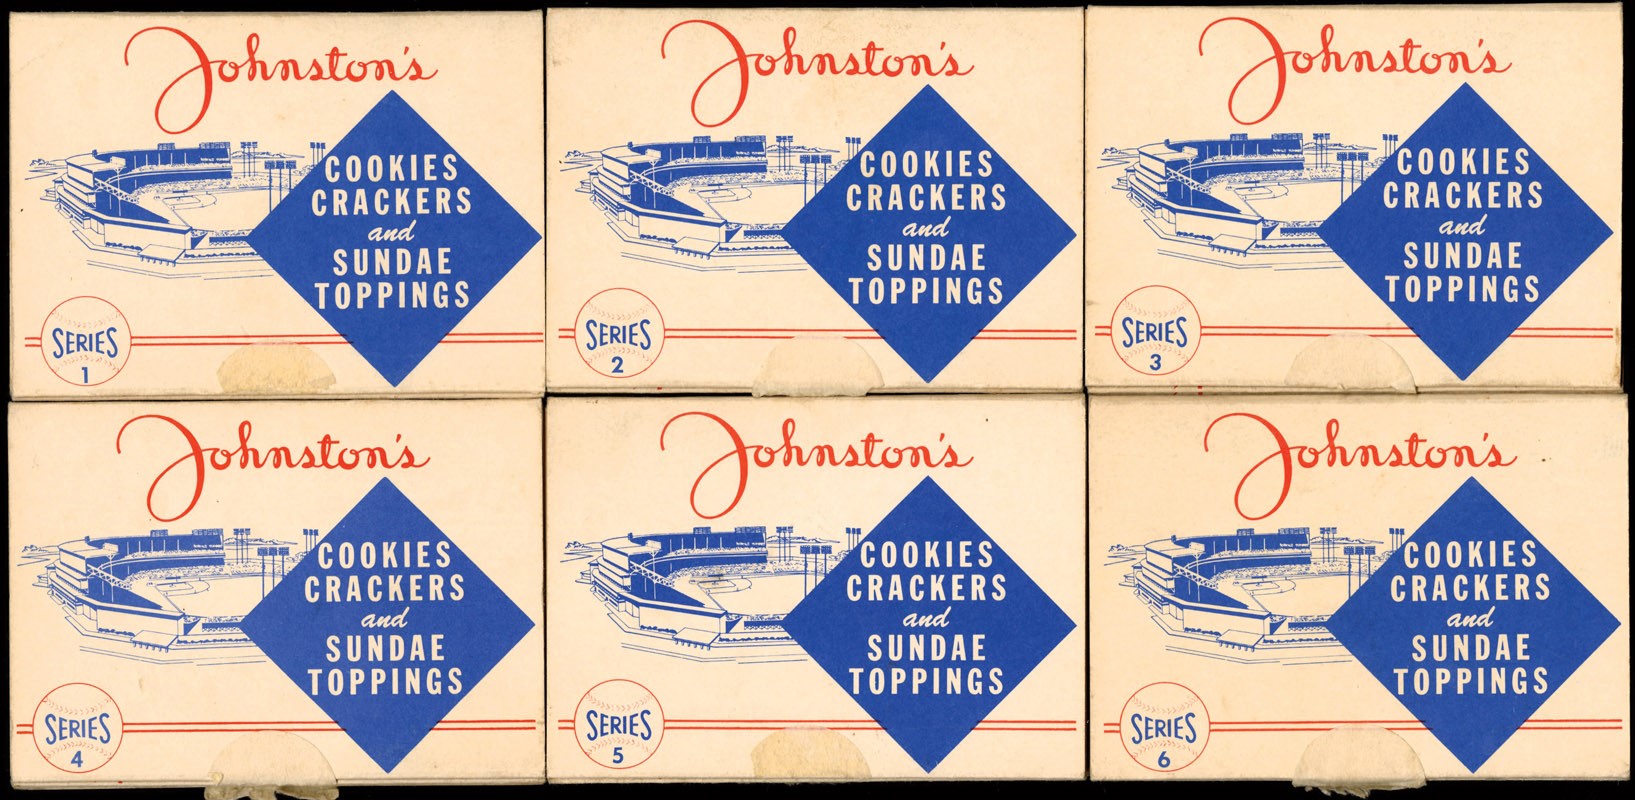 Johnston's
COOKIES
CRACKERS
and
SUNDAE
TOPPINGS
SERIES
1
Johnston's
COOKIES
CRACKERS
and
SUNDAE
TOPPINGS
SERIES
2
Johnston's
COOKIES
CRACKERS
and
SUNDAE
TOPPINGS
SERIES
3
Johnston's
COOKIES
CRACKERS
and
SUNDAE
TOPPINGS
SERIES
4
Johnston's
COOKIES
CRACKERS
and
SUNDAE
TOPPINGS
SERIES
5
Johnston's
COOKIES
CRACKERS
and
SUNDAE
TOPPINGS
SERIES
6